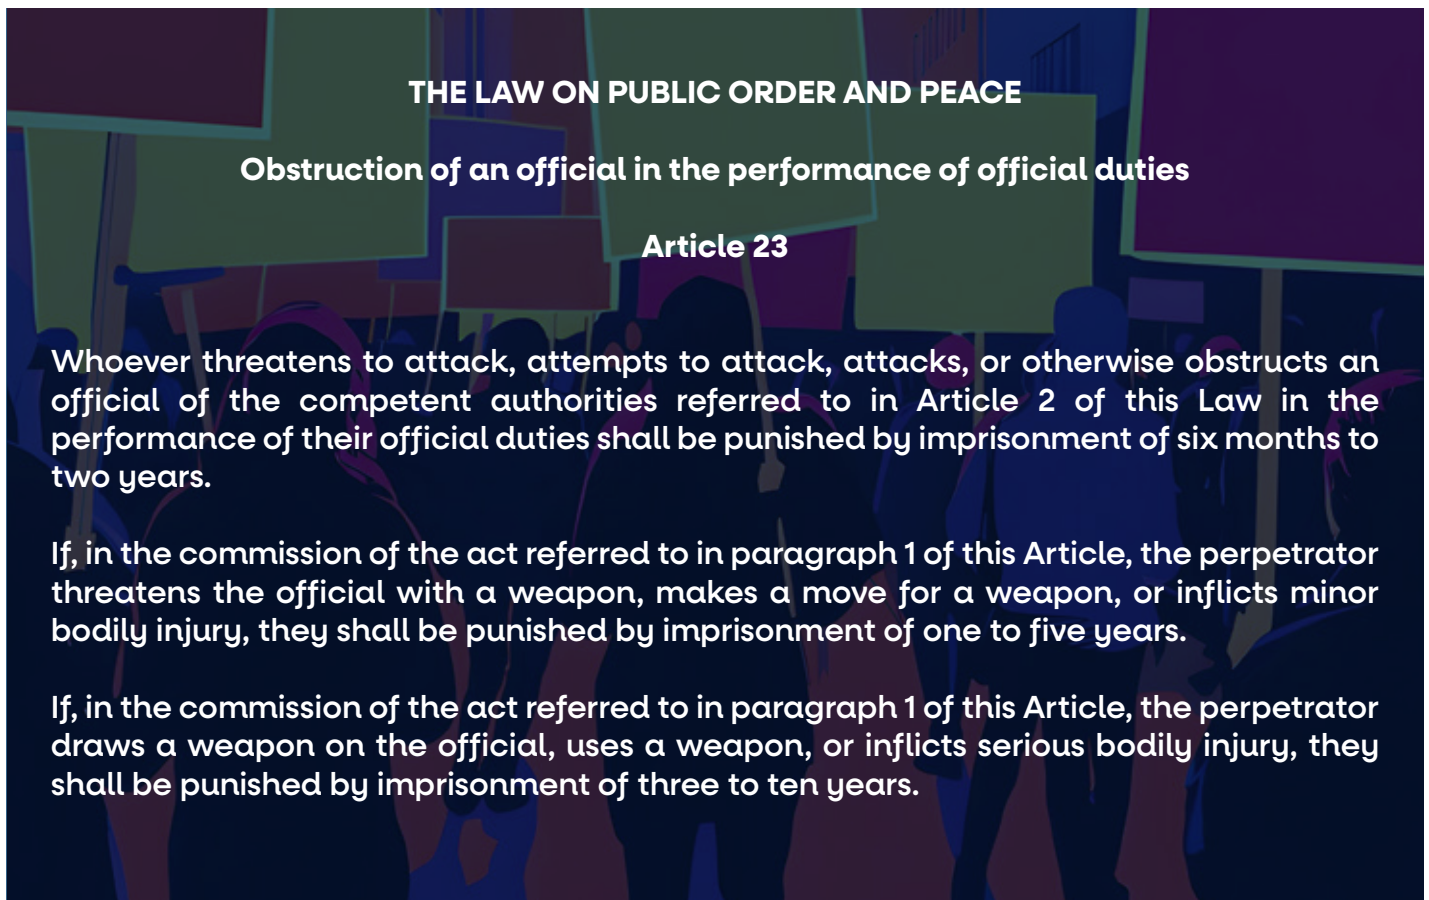 THE LAW ON PUBLIC ORDER AND PEACE
Obstruction of an official in the performance of official duties
Article 23
Whoever threatens to attack, attempts to attack, attacks, or otherwise obstructs an
official of the competent authorities referred to in Article 2 of this Law in the
performance of their official duties shall be punished by imprisonment of six months to
two years.
If, in the commission of the act referred to in paragraph 1 of this Article, the perpetrator
threatens the official with a weapon, makes a move for a weapon, or inflicts minor
bodily injury, they shall be punished by imprisonment of one to five years.
If, in the commission of the act referred to in paragraph 1 of this Article, the perpetrator
draws a weapon on the official, uses a weapon, or inflicts serious bodily injury, they
shall be punished by imprisonment of three to ten years.